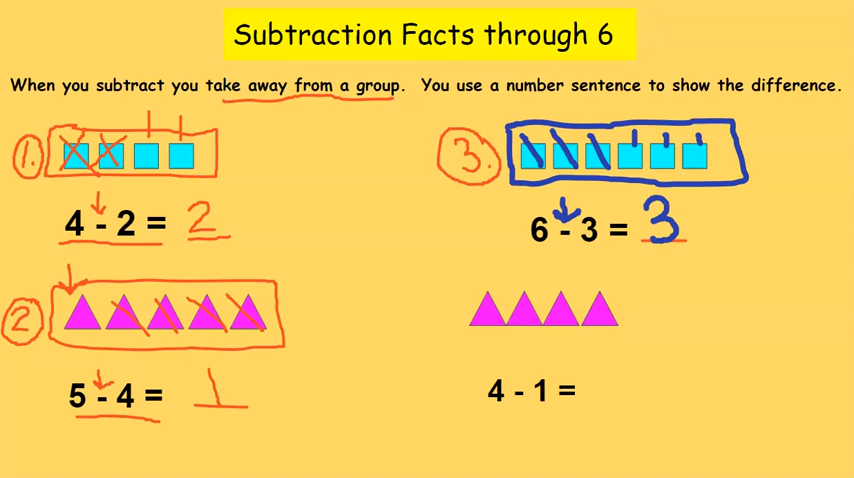 Subtraction Facts through 6
When you subtract you take away from a group. You use a number sentence to show the difference.
1.
4 - 2 = 2
2
5 - 4 = 1
3.
6 - 3 = 3
4 - 1 =